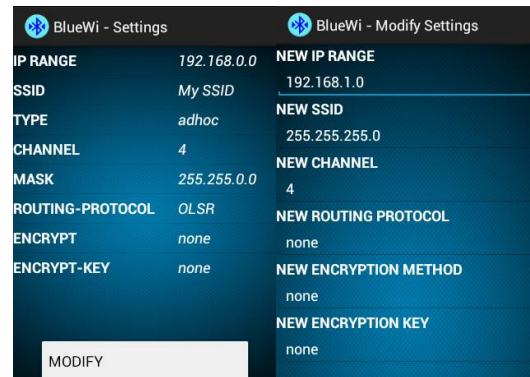 BlueWi - Settings
IP RANGE 192.168.0.0
SSID My SSID
TYPE adhoc
CHANNEL 4
MASK 255.255.0.0
ROUTING-PROTOCOL OLSR
ENCRYPT none
ENCRYPT-KEY none
MODIFY
BlueWi - Modify Settings
NEW IP RANGE
192.168.1.0
NEW SSID
255.255.255.0
NEW CHANNEL
4
NEW ROUTING PROTOCOL
none
NEW ENCRYPTION METHOD
none
NEW ENCRYPTION KEY
none